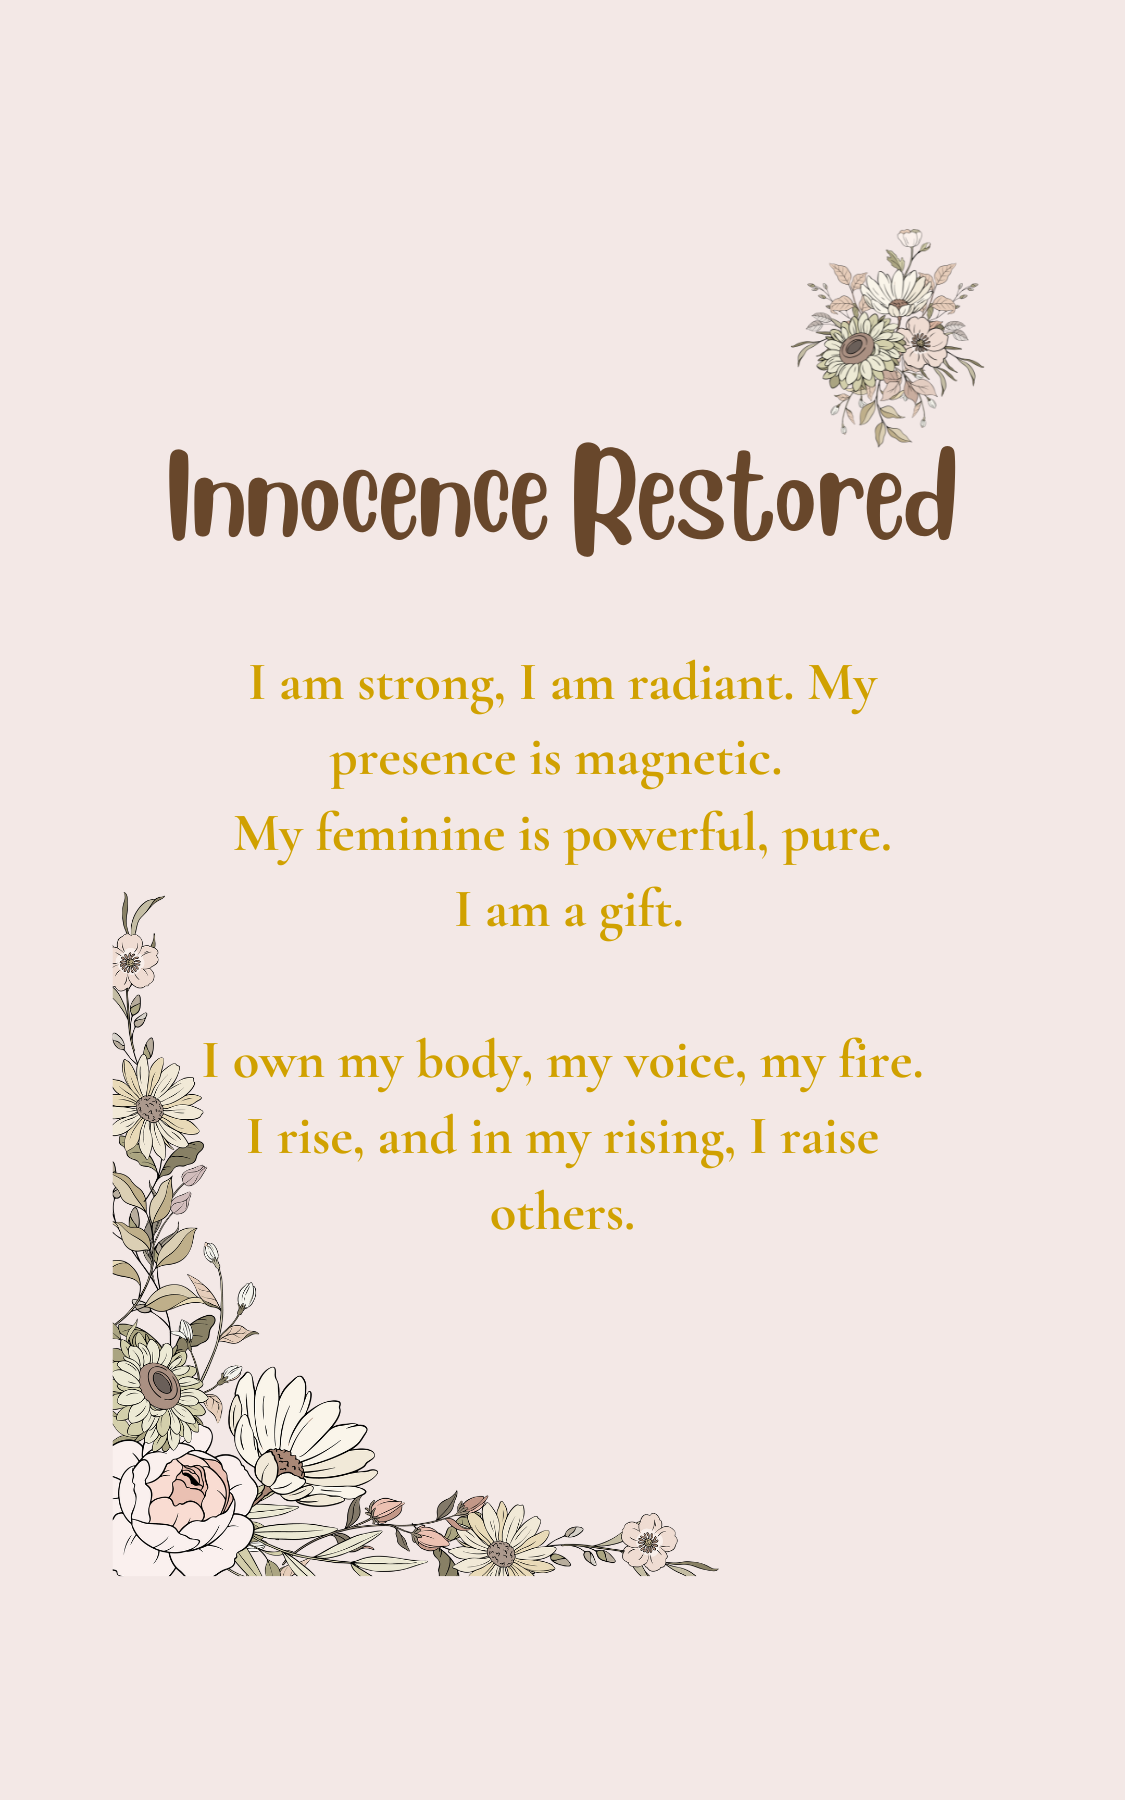 Innocence Restored
I am strong, I am radiant. My
presence is magnetic.
My feminine is powerful, pure.
I am a gift.
I own my body, my voice, my fire.
I rise, and in my rising, I raise
others.